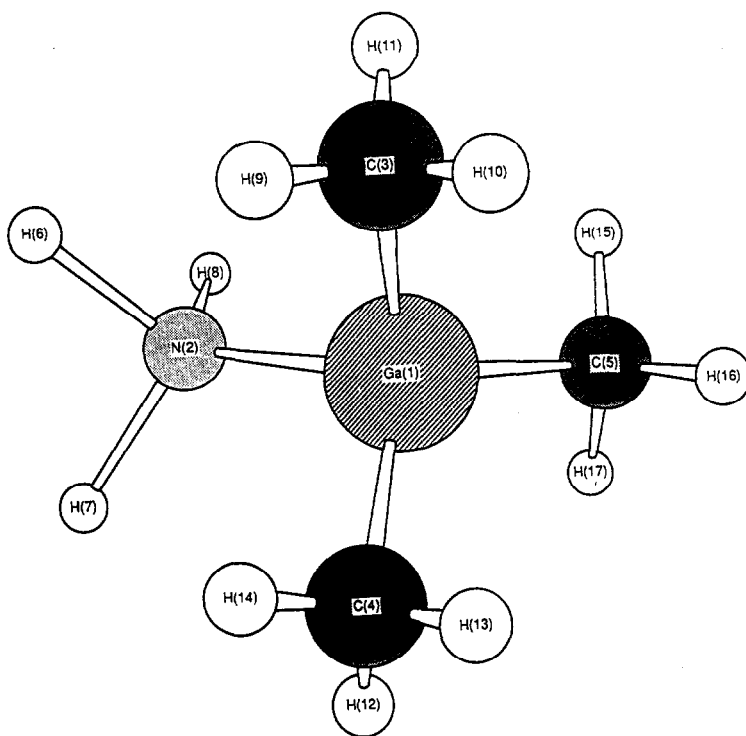 H(11)
C(3)
H(9)
H(10)
H(6)
H(15)
H(8)
N(2)
Ga(1)
C(5)
H(16)
H(17)
H(7)
H(14)
C(4)
H(13)
H(12)